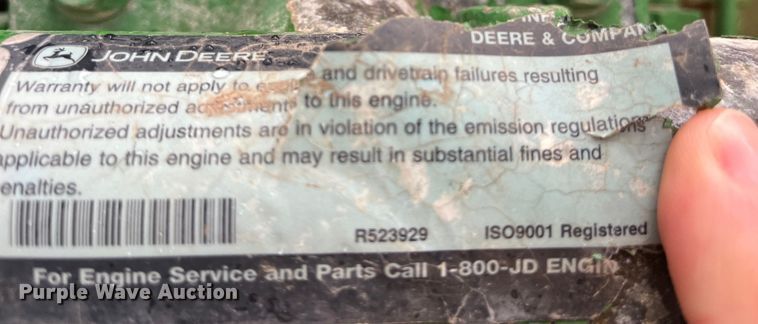 DEERE & COMPAN
JOHN DEERE
Warranty will not apply to and drivetrain failures resulting
from unauthorized adjustments to this engine.
Unauthorized adjustments are in violation of the emission regulations
applicable to this engine and may result in substantial fines and
enalties.
R523929 ISO9001 Registered
For Engine Service and Parts Call 1-800-JD ENGIN
Purple Wave Auction